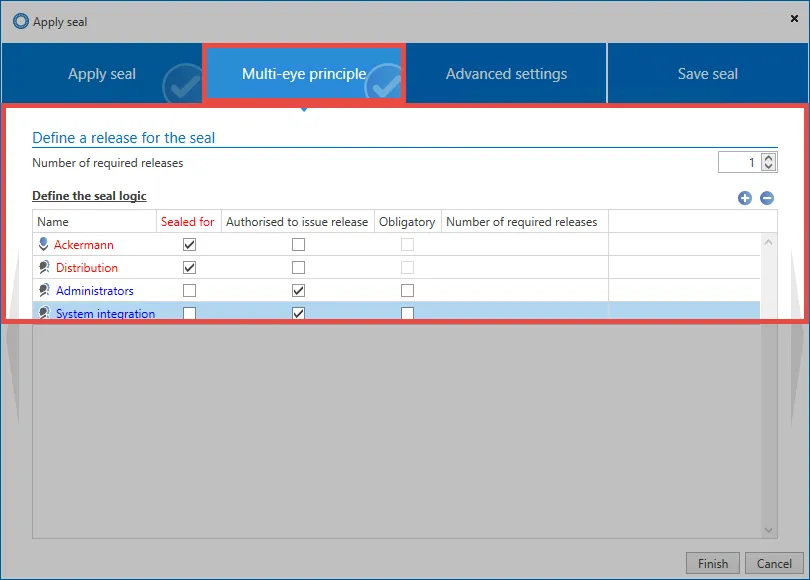 Apply seal
Apply seal Multi-eye principle Advanced settings Save seal
Define a release for the seal
Number of required releases 1
Define the seal logic
Name Sealed for Authorised to issue release Obligatory Number of required releases
Ackermann
Distribution
Administrators
System integration
Finish Cancel